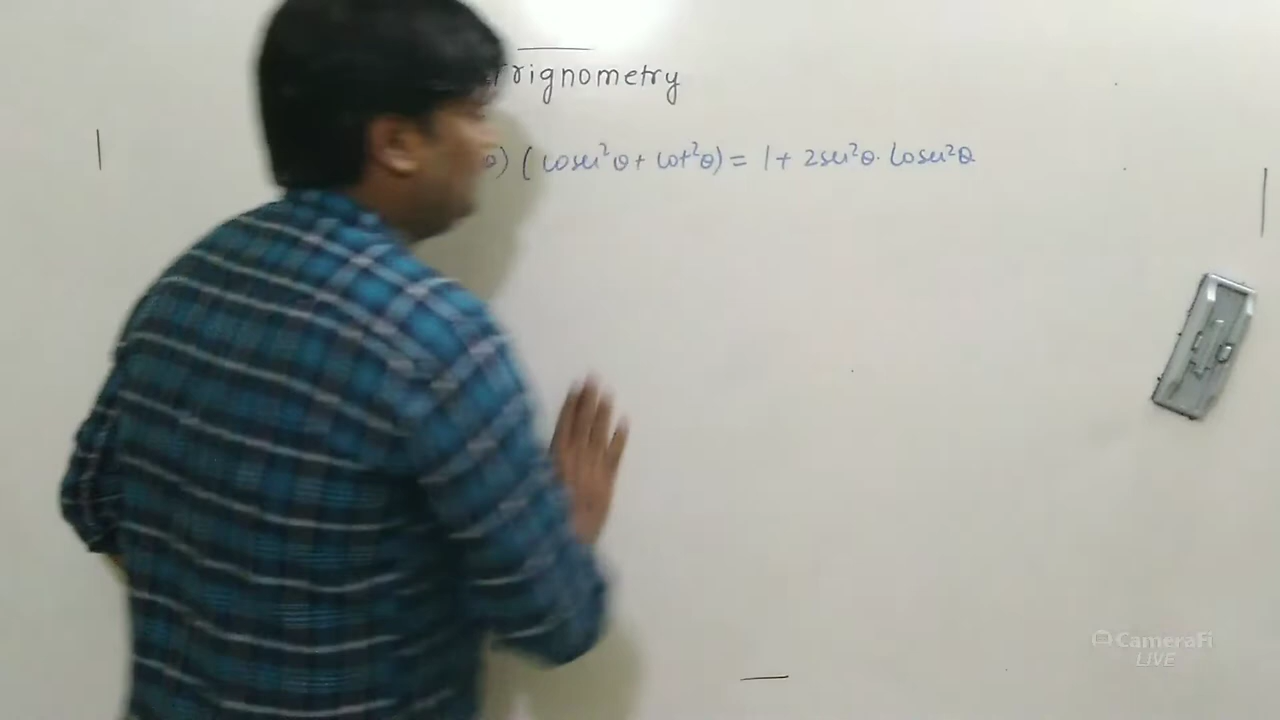 Trignometry
θ) (cosec²θ + cot²θ) = 1 + 2sec²θ. Cosec²θ
CameraFi
LIVE